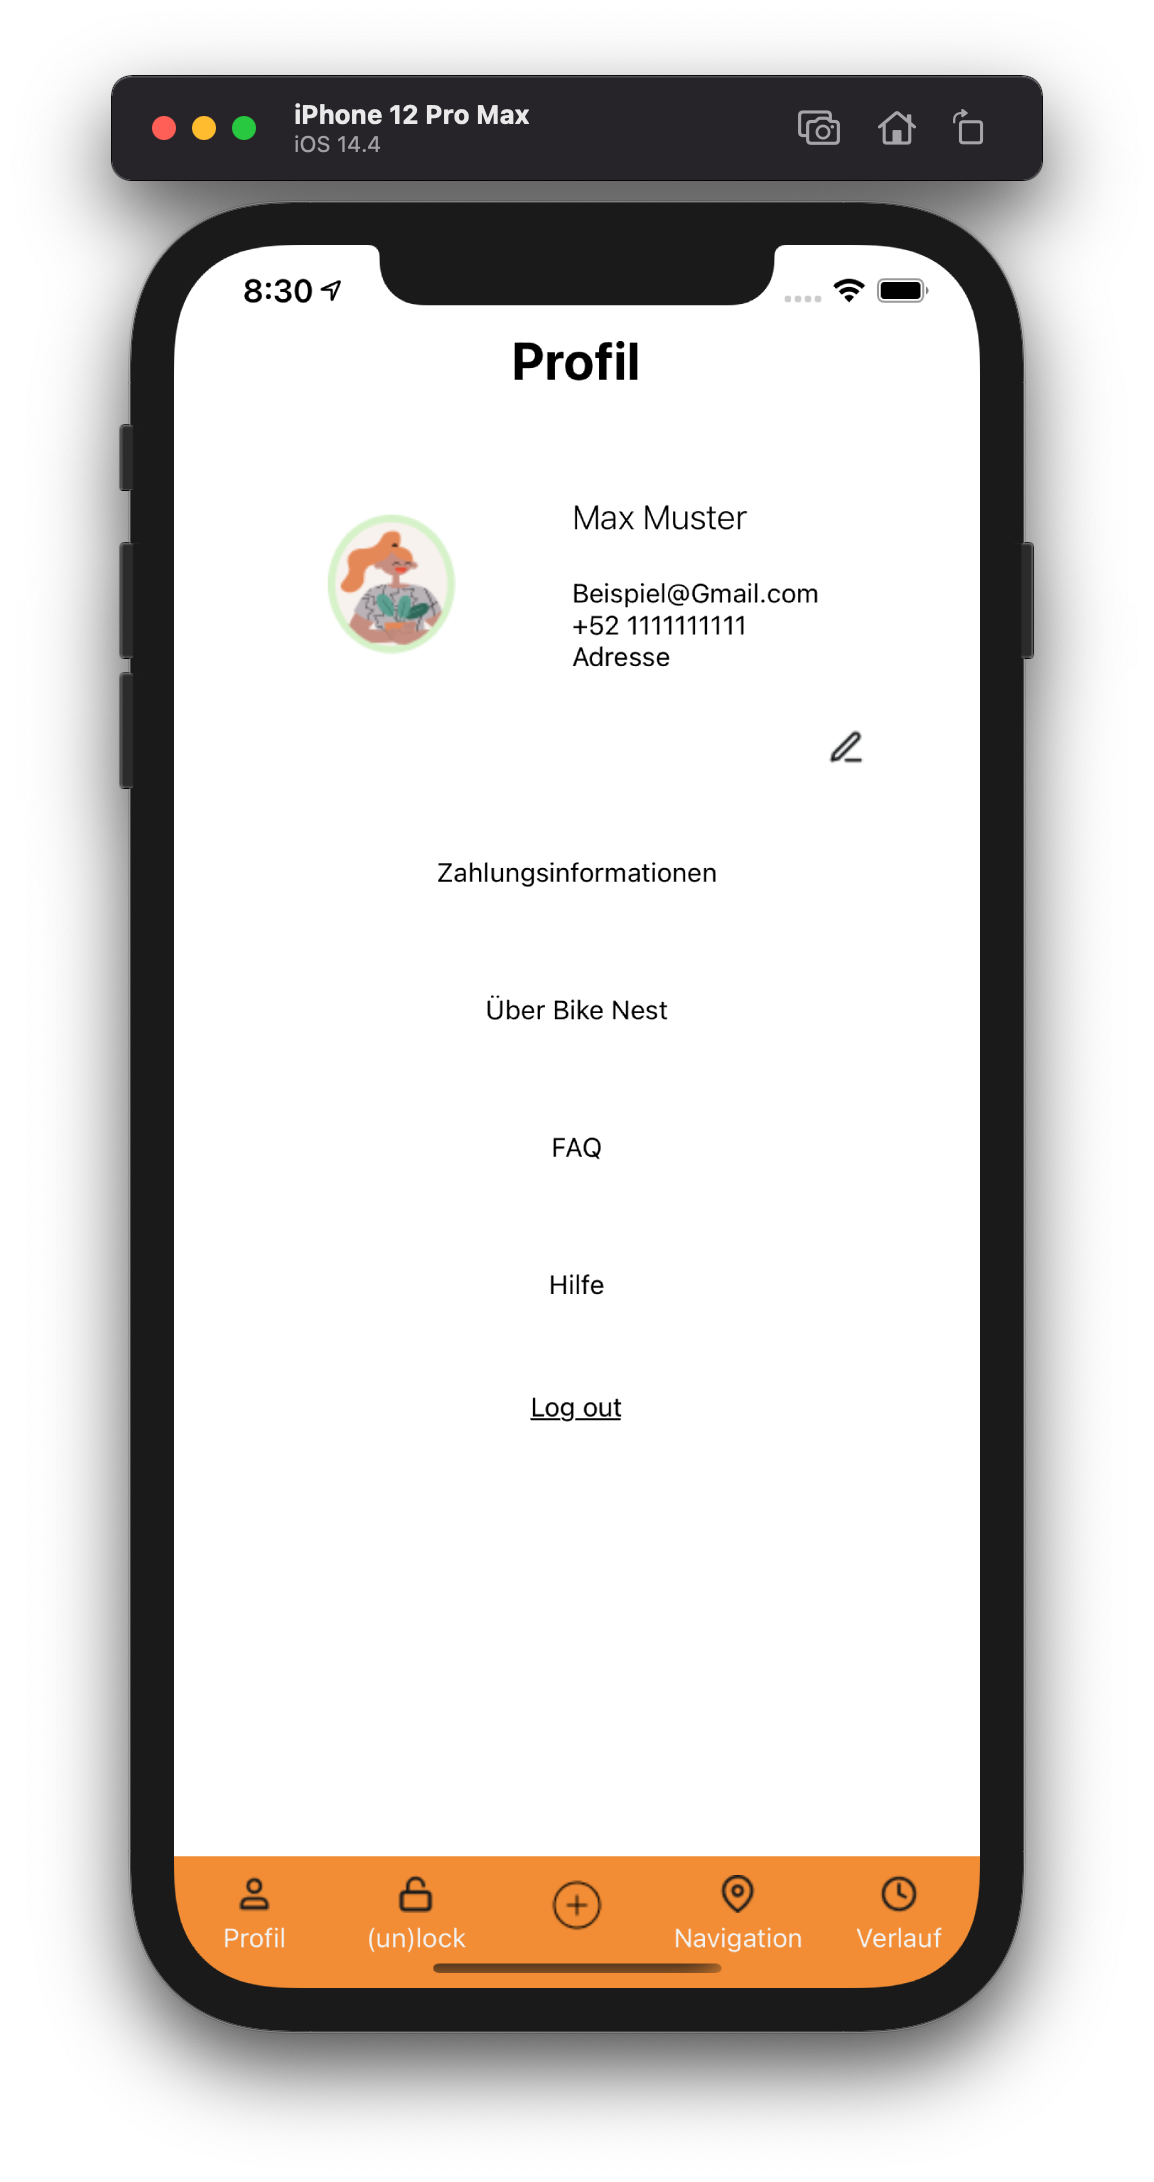 iPhone 12 Pro Max
iOS 14.4
8:30
Profil
Max Muster
Beispiel@Gmail.com
+52 1111111111
Adresse
Zahlungsinformationen
Über Bike Nest
FAQ
Hilfe
Log out
Profil
(un)lock
Navigation
Verlauf